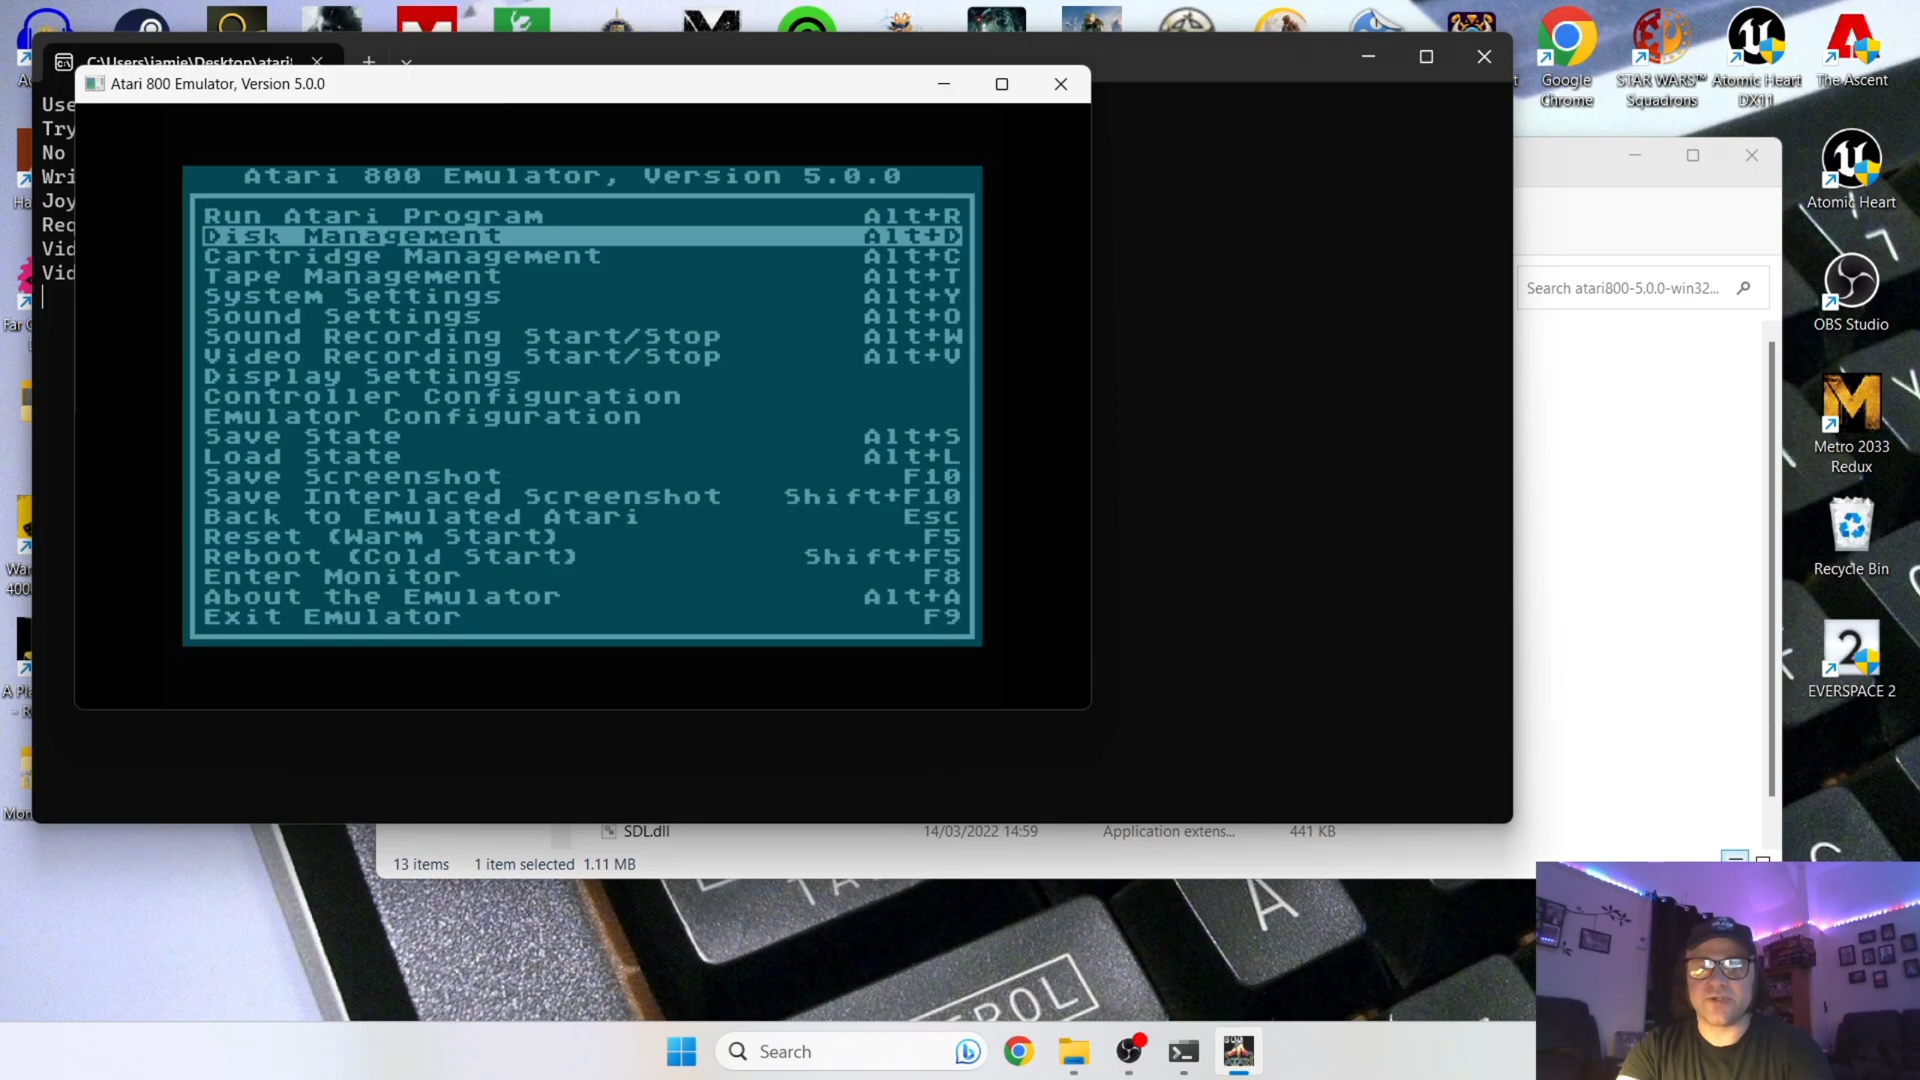 C:\Users\jamie\Desktop\atari
Atari 800 Emulator, Version 5.0.0
Use
Try
No
Wri
Joy
Req
Vid
Vid
Atari 800 Emulator, Version 5.0.0
Run Atari Program Alt+R
Disk Management Alt+D
Cartridge Management Alt+C
Tape Management Alt+T
System Settings Alt+Y
Sound Settings Alt+O
Sound Recording Start/Stop Alt+W
Video Recording Start/Stop Alt+V
Display Settings
Controller Configuration
Emulator Configuration
Save State Alt+S
Load State Alt+L
Save Screenshot F10
Save Interlaced Screenshot Shift+F10
Back to Emulated Atari Esc
Reset (Warm Start) F5
Reboot (Cold Start) Shift+F5
Enter Monitor F8
About the Emulator Alt+A
Exit Emulator F9
Google Chrome
STAR WARS™ Squadrons
Atomic Heart DX11
The Ascent
Atomic Heart
Search atari800-5.0.0-win32...
OBS Studio
Metro 2033 Redux
Recycle Bin
EVERSPACE 2
SDL.dll 14/03/2022 14:59 Application extens... 441 KB
13 items 1 item selected 1.11 MB
A
Search